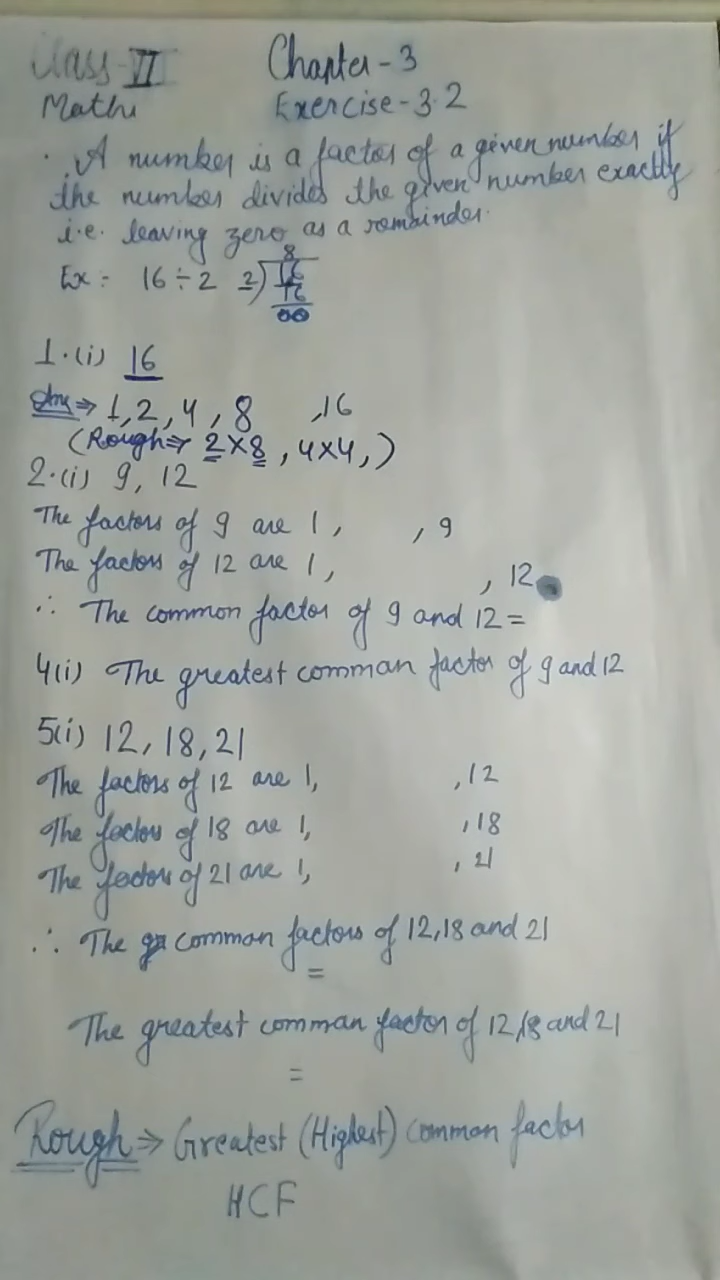 Class-VI Chapter-3
Maths Exercise-3.2
· A number is a factor of a given number if
the number divides the given number exactly
i.e. leaving zero as a remainder.
Ex = 16 ÷ 2 2)16
8
16
00
1.(i) 16
Ans ⇒ 1, 2, 4, 8 , 16
(Rough ⇒ 2×8, 4×4, )
2.(i) 9, 12
The factors of 9 are 1, , 9
The factors of 12 are 1, , 12
∴ The common factor of 9 and 12 =
4(i) The greatest comman factor of 9 and 12
5(i) 12, 18, 21
The factors of 12 are 1, , 12
The factors of 18 are 1, , 18
The factors of 21 are 1, , 21
∴ The common factors of 12, 18 and 21
=
The greatest comman factor of 12, 18 and 21
=
Rough ⇒ Greatest (Highest) common factor
HCF